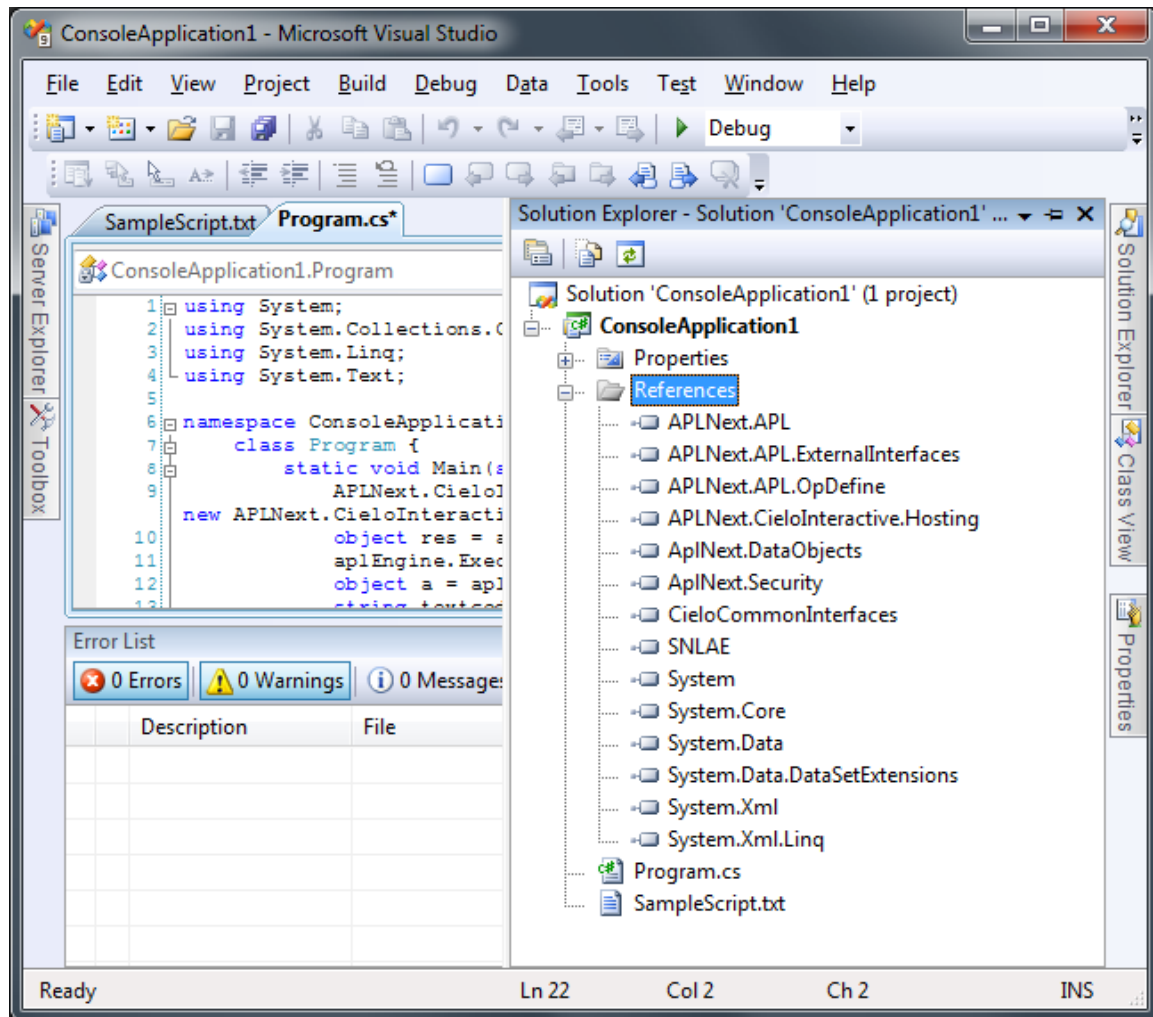 ConsoleApplication1 - Microsoft Visual Studio
File Edit View Project Build Debug Data Tools Test Window Help
Debug
SampleScript.txt Program.cs*
ConsoleApplication1.Program
1 using System;
2 using System.Collections.
3 using System.Linq;
4 using System.Text;
5
6 namespace ConsoleApplicati
7 class Program {
8 static void Main(
9 APLNext.Cielo
new APLNext.CieloInteracti
10 object res =
11 aplEngine.Exec
12 object a = apl
13 string textcod
Error List
0 Errors 0 Warnings 0 Messages
Description File
Server Explorer
Toolbox
Solution Explorer - Solution 'ConsoleApplication1' ...
Solution 'ConsoleApplication1' (1 project)
ConsoleApplication1
Properties
References
APLNext.APL
APLNext.APL.ExternalInterfaces
APLNext.APL.OpDefine
APLNext.CieloInteractive.Hosting
AplNext.DataObjects
AplNext.Security
CieloCommonInterfaces
SNLAE
System
System.Core
System.Data
System.Data.DataSetExtensions
System.Xml
System.Xml.Linq
Program.cs
SampleScript.txt
Solution Explorer
Class View
Properties
Ready Ln 22 Col 2 Ch 2 INS